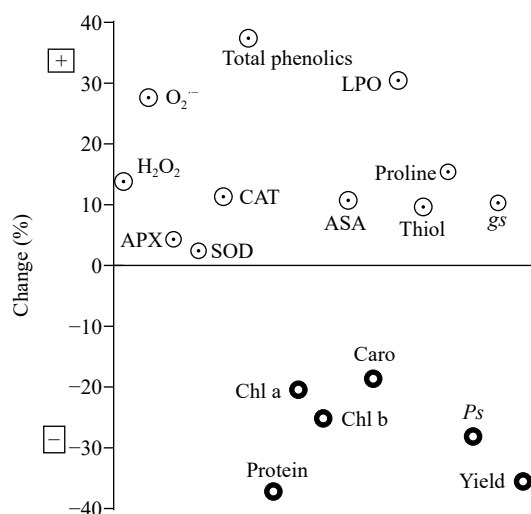 40
+
Total phenolics
30
LPO
O₂·−
20
H₂O₂
Proline
CAT
10
ASA
Thiol
gs
APX
SOD
0
Change (%)
−10
Caro
−20
Chl a
Chl b
Ps
−
−30
Protein
Yield
−40